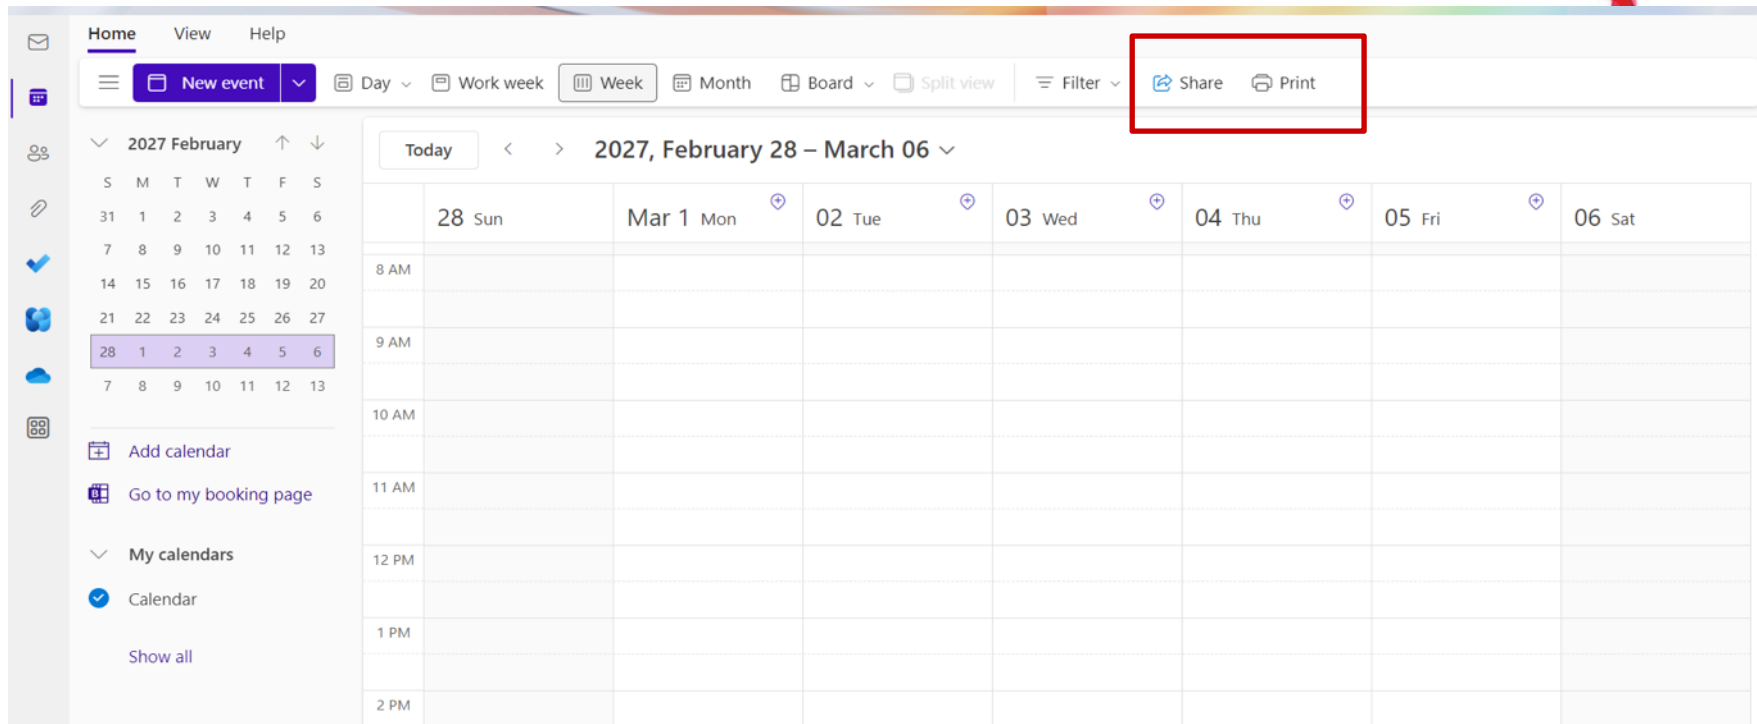 Home View Help
New event Day Work week Week Month Board Split view Filter Share Print
2027 February
S M T W T F S
31 1 2 3 4 5 6
7 8 9 10 11 12 13
14 15 16 17 18 19 20
21 22 23 24 25 26 27
28 1 2 3 4 5 6
7 8 9 10 11 12 13
Add calendar
Go to my booking page
My calendars
Calendar
Show all
Today 2027, February 28 – March 06
28 Sun Mar 1 Mon 02 Tue 03 Wed 04 Thu 05 Fri 06 Sat
8 AM
9 AM
10 AM
11 AM
12 PM
1 PM
2 PM